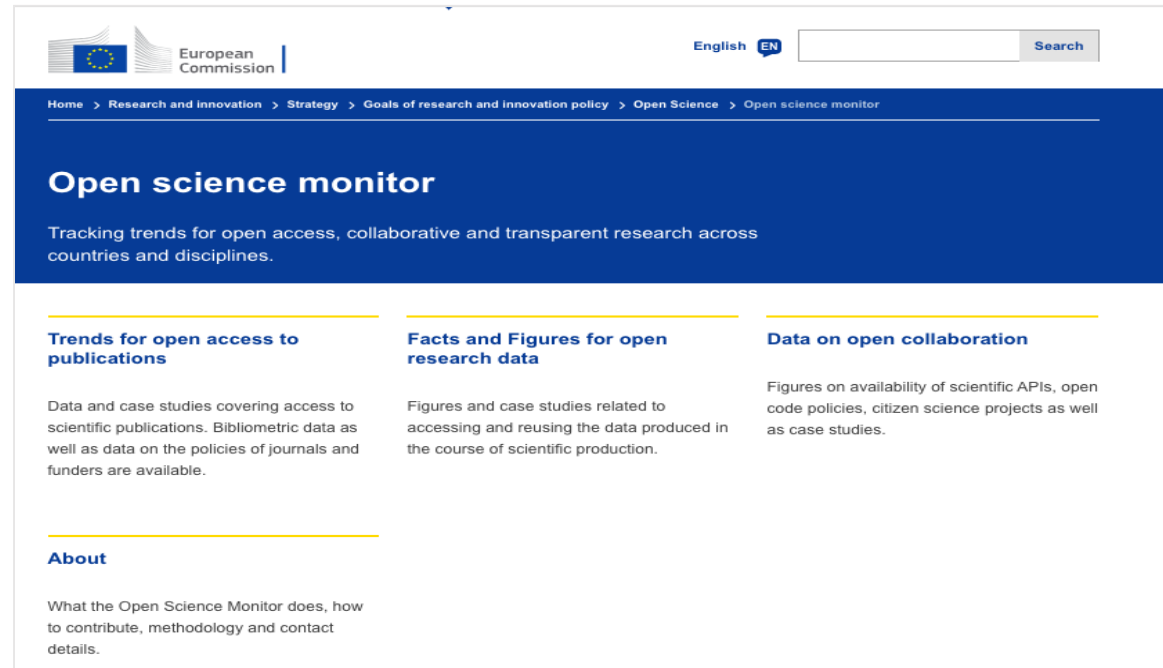 European
Commission
English EN
Search
Home > Research and innovation > Strategy > Goals of research and innovation policy > Open Science > Open science monitor
Open science monitor
Tracking trends for open access, collaborative and transparent research across
countries and disciplines.
Trends for open access to
publications
Data and case studies covering access to
scientific publications. Bibliometric data as
well as data on the policies of journals and
funders are available.
Facts and Figures for open
research data
Figures and case studies related to
accessing and reusing the data produced in
the course of scientific production.
Data on open collaboration
Figures on availability of scientific APIs, open
code policies, citizen science projects as well
as case studies.
About
What the Open Science Monitor does, how
to contribute, methodology and contact
details.